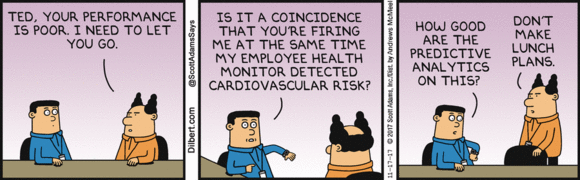 TED, YOUR PERFORMANCE
IS POOR. I NEED TO LET
YOU GO.
Dilbert.com @ScottAdamsSays
IS IT A COINCIDENCE
THAT YOU'RE FIRING
ME AT THE SAME TIME
MY EMPLOYEE HEALTH
MONITOR DETECTED
CARDIOVASCULAR RISK?
11-17-17 © 2017 Scott Adams, Inc./Dist. by Andrews McMeel
HOW GOOD
ARE THE
PREDICTIVE
ANALYTICS
ON THIS?
DON'T
MAKE
LUNCH
PLANS.